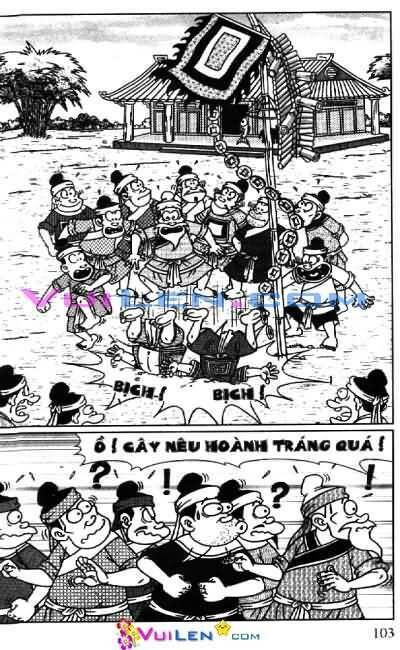 VUILEN.COM
BỊCH!
BỊCH!
Ồ! CÂY NÊU HOÀNH TRÁNG QUÁ!
?
!
?
!
103
VUILEN.COM